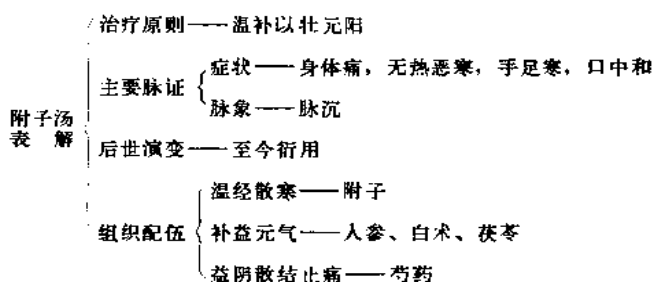 治疗原则——温补以壮元阳
症状——身体痛，无热恶寒，手足寒，口中和
主要脉证
脉象——脉沉
附子汤
表解
后世演变——至今衍用
温经散寒——附子
组织配伍
补益元气——人参、白术、茯苓
益阴散结止痛——芍药